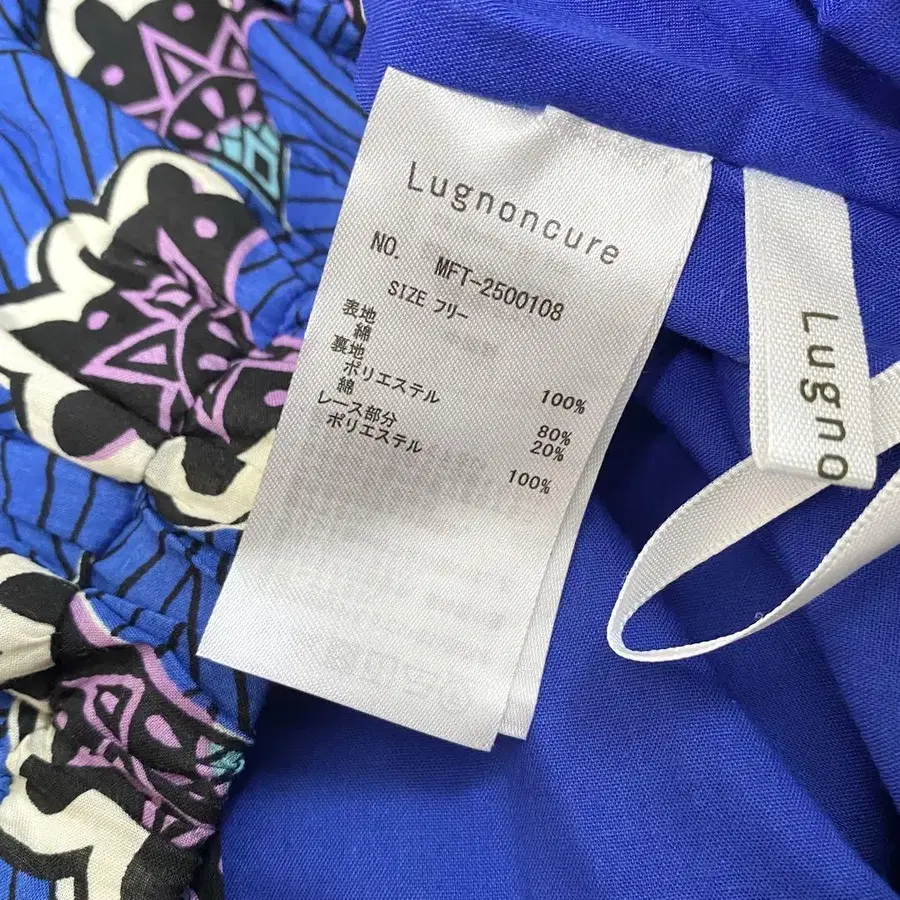 Lugnoncure
NO. MFT-2500108
SIZE フリー
表地
綿 100%
裏地
ポリエステル 80%
綿 20%
レース部分
ポリエステル 100%
Lugno